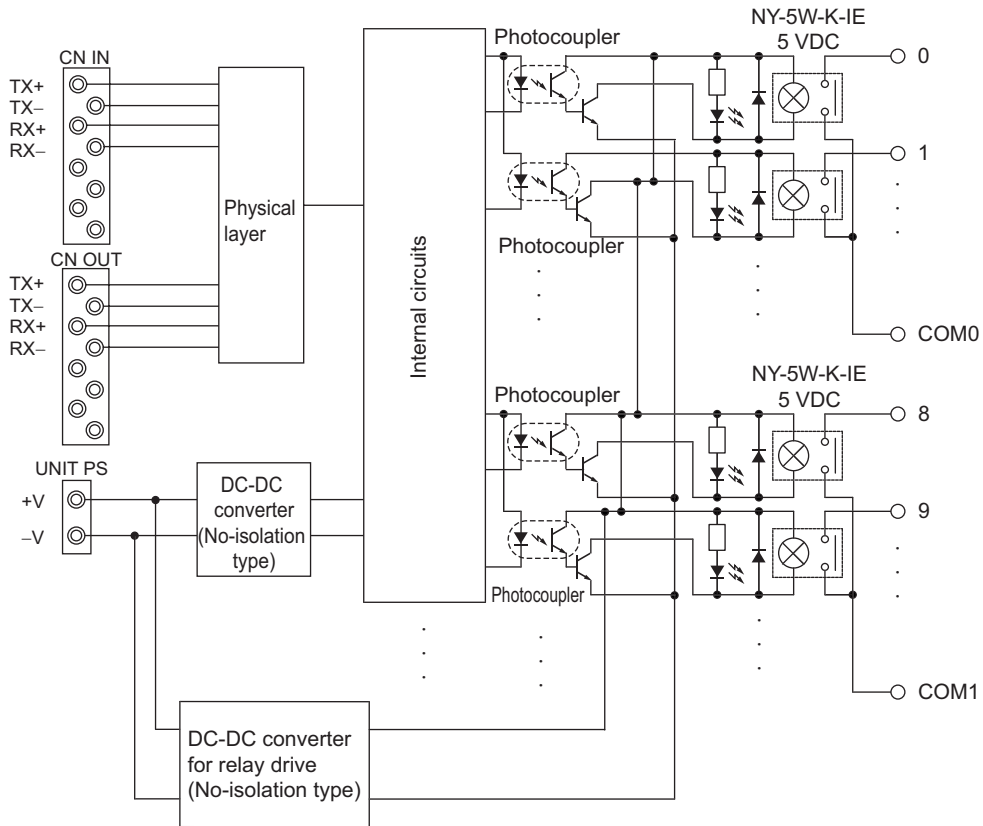 CN IN
TX+
TX−
RX+
RX−
CN OUT
TX+
TX−
RX+
RX−
Physical
layer
UNIT PS
+V
−V
DC-DC
converter
(No-isolation
type)
DC-DC converter
for relay drive
(No-isolation type)
Internal circuits
Photocoupler
Photocoupler
Photocoupler
Photocoupler
NY-5W-K-IE
5 VDC
0
1
COM0
NY-5W-K-IE
5 VDC
8
9
COM1